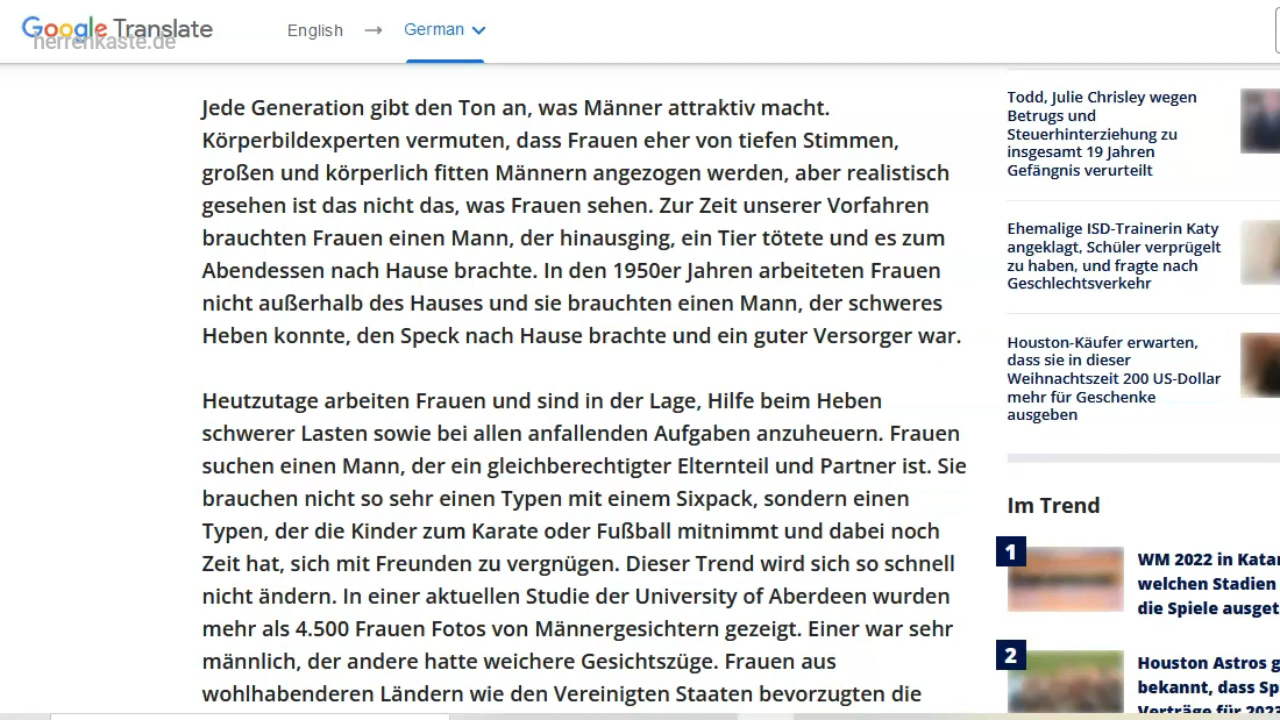 Google Translate
herrenkaste.de
English → German
Jede Generation gibt den Ton an, was Männer attraktiv macht.
Körperbildexperten vermuten, dass Frauen eher von tiefen Stimmen,
großen und körperlich fitten Männern angezogen werden, aber realistisch
gesehen ist das nicht das, was Frauen sehen. Zur Zeit unserer Vorfahren
brauchten Frauen einen Mann, der hinausging, ein Tier tötete und es zum
Abendessen nach Hause brachte. In den 1950er Jahren arbeiteten Frauen
nicht außerhalb des Hauses und sie brauchten einen Mann, der schweres
Heben konnte, den Speck nach Hause brachte und ein guter Versorger war.
Heutzutage arbeiten Frauen und sind in der Lage, Hilfe beim Heben
schwerer Lasten sowie bei allen anfallenden Aufgaben anzuheuern. Frauen
suchen einen Mann, der ein gleichberechtigter Elternteil und Partner ist. Sie
brauchen nicht so sehr einen Typen mit einem Sixpack, sondern einen
Typen, der die Kinder zum Karate oder Fußball mitnimmt und dabei noch
Zeit hat, sich mit Freunden zu vergnügen. Dieser Trend wird sich so schnell
nicht ändern. In einer aktuellen Studie der University of Aberdeen wurden
mehr als 4.500 Frauen Fotos von Männergesichtern gezeigt. Einer war sehr
männlich, der andere hatte weichere Gesichtszüge. Frauen aus
wohlhabenderen Ländern wie den Vereinigten Staaten bevorzugten die
Todd, Julie Chrisley wegen
Betrugs und
Steuerhinterziehung zu
insgesamt 19 Jahren
Gefängnis verurteilt
Ehemalige ISD-Trainerin Katy
angeklagt, Schüler verprügelt
zu haben, und fragte nach
Geschlechtsverkehr
Houston-Käufer erwarten,
dass sie in dieser
Weihnachtszeit 200 US-Dollar
mehr für Geschenke
ausgeben
Im Trend
1
WM 2022 in Katar
welchen Stadien
die Spiele ausget
2
Houston Astros g
bekannt, dass Sp
Verträge für 2023